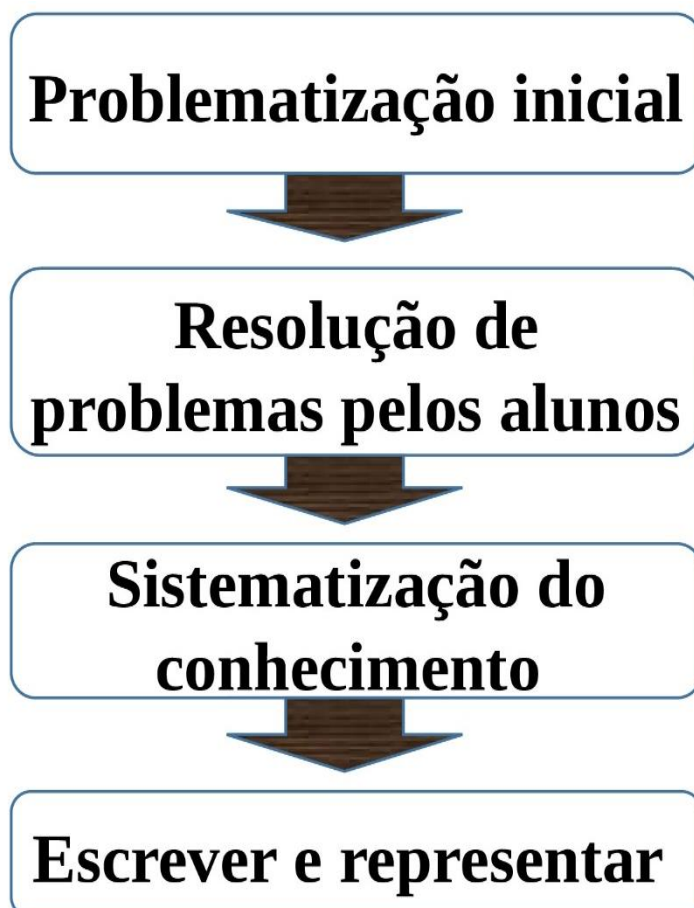 Problematização inicial
Resolução de
problemas pelos alunos
Sistematização do
conhecimento
Escrever e representar